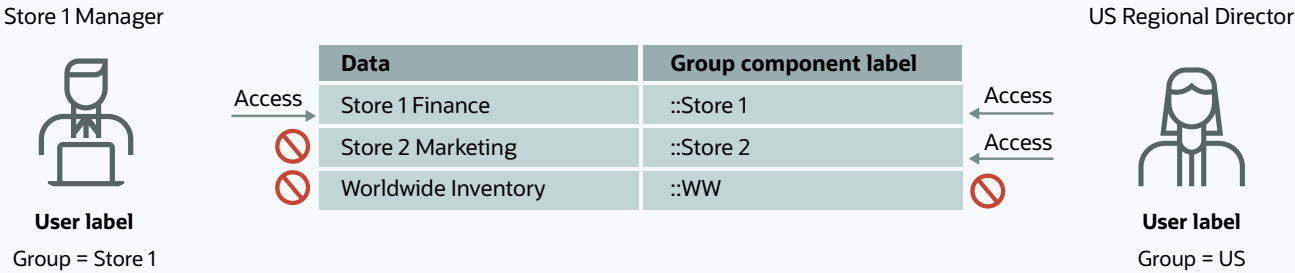 Store 1 Manager
US Regional Director
Data Group component label
Access Store 1 Finance ::Store 1 Access
Store 2 Marketing ::Store 2 Access
Worldwide Inventory ::WW
User label
Group = Store 1
User label
Group = US